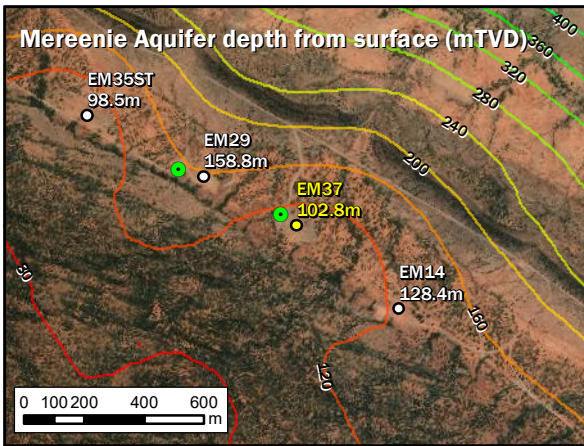 Mereenie Aquifer depth from surface (mTVD)
400
360
320
280
240
200
EM35ST
98.5m
EM29
158.8m
EM37
102.8m
EM14
128.4m
80
160
120
0 100 200 400 600
m